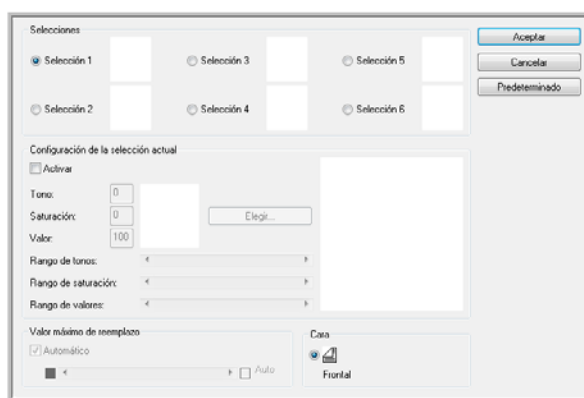 Selecciones
Selección 1
Selección 3
Selección 5
Selección 2
Selección 4
Selección 6
Aceptar
Cancelar
Predeterminado
Configuración de la selección actual
Activar
Tono: 0
Saturación: 0
Elegir...
Valor: 100
Rango de tonos:
Rango de saturación:
Rango de valores:
Valor máximo de reemplazo
Automático
Auto
Cara
Frontal